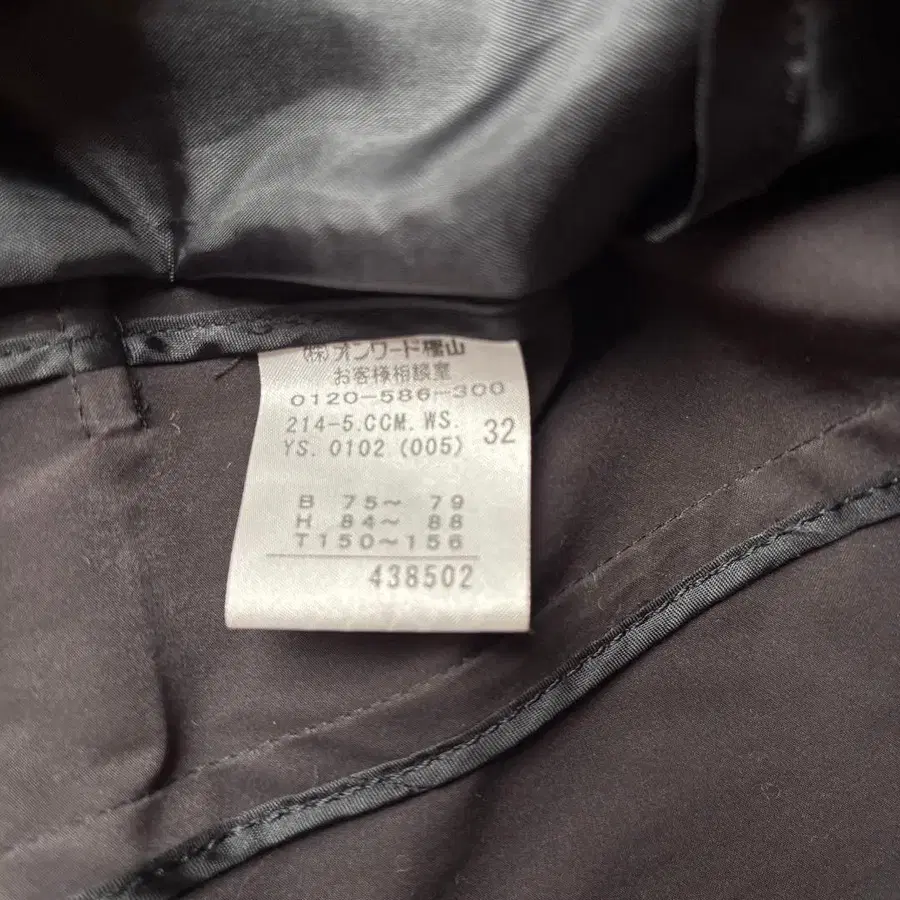 (株)オンワード樫山
お客様相談室
0120-586-300
214-5.CCM.WS. 32
YS. 0102 (005)
B 75~ 79
H 84~ 88
T150~156
438502